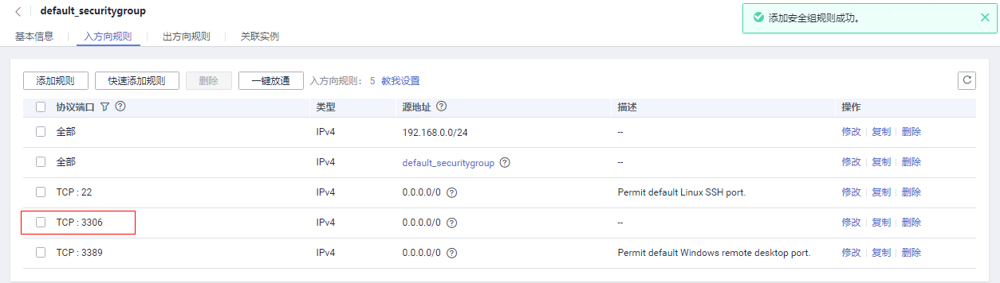 default_securitygroup
添加安全组规则成功。
基本信息 入方向规则 出方向规则 关联实例
添加规则 快速添加规则 删除 一键放通 入方向规则： 5 教我设置
协议端口 类型 源地址 描述 操作
全部 IPv4 192.168.0.0/24 -- 修改 复制 删除
全部 IPv4 default_securitygroup -- 修改 复制 删除
TCP : 22 IPv4 0.0.0.0/0 Permit default Linux SSH port. 修改 复制 删除
TCP : 3306 IPv4 0.0.0.0/0 -- 修改 复制 删除
TCP : 3389 IPv4 0.0.0.0/0 Permit default Windows remote desktop port. 修改 复制 删除